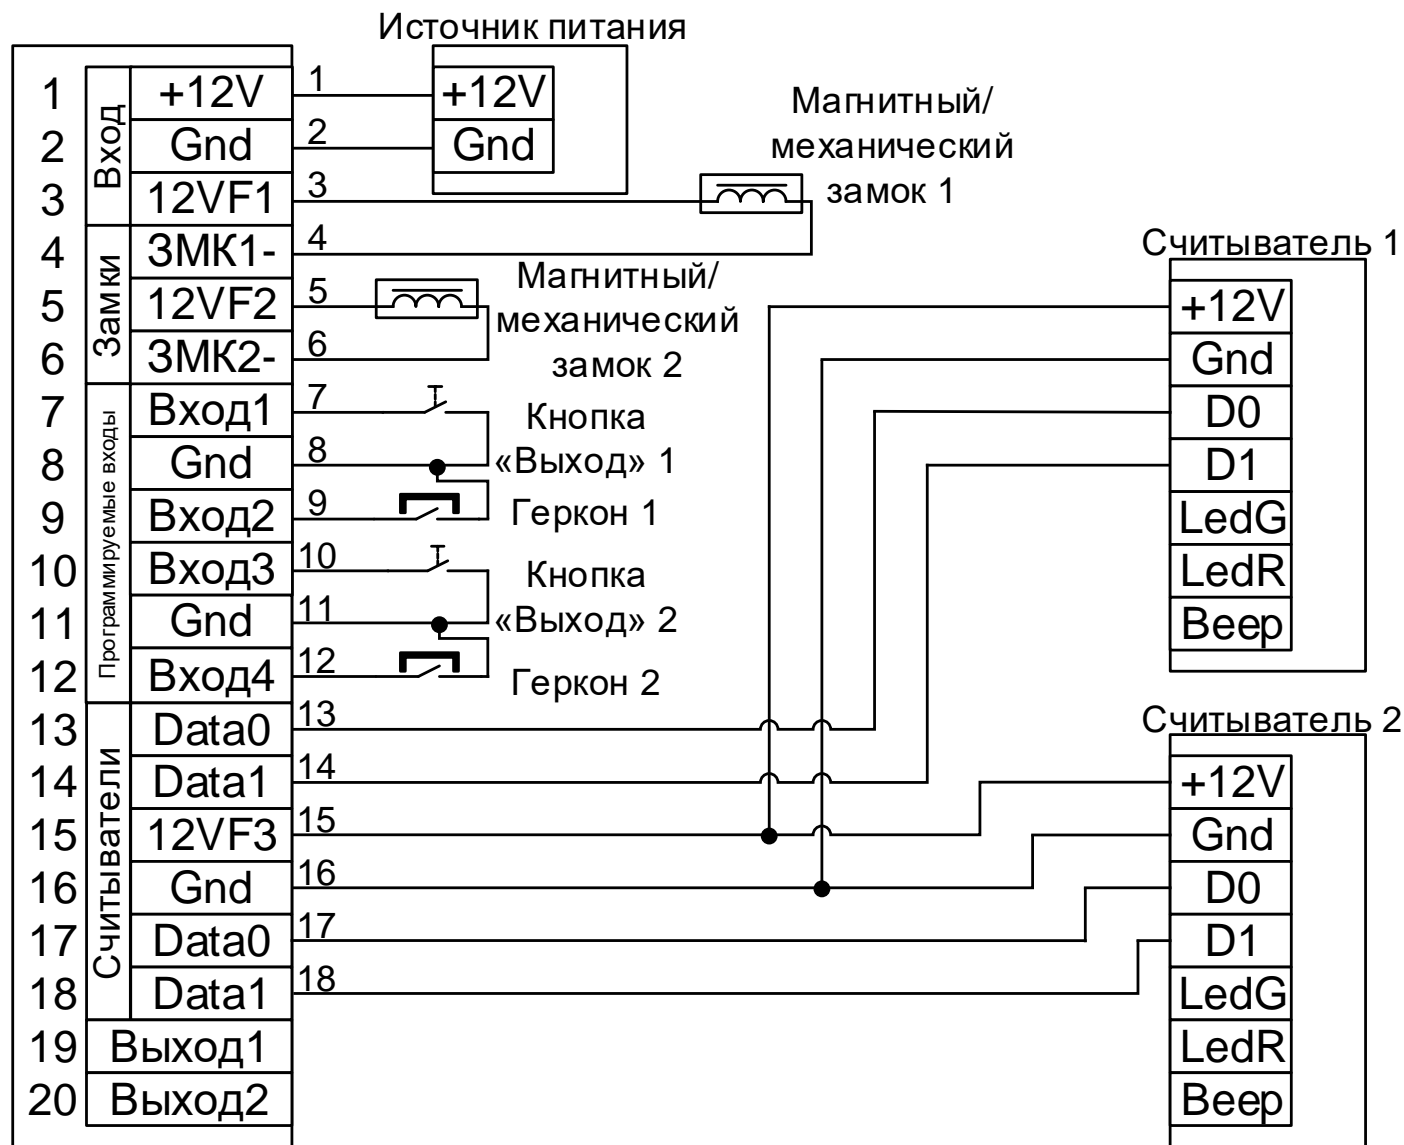 Источник питания
1 +12V 1 +12V
2 Gnd 2 Gnd
3 12VF1 3
Вход
Магнитный/
механический
замок 1
4 ЗМК1- 4
5 12VF2 5
6 ЗМК2- 6
Замки
Магнитный/
механический
замок 2
7 Вход1 7
8 Gnd 8
9 Вход2 9
10 Вход3 10
11 Gnd 11
12 Вход4 12
Программируемые входы
Кнопка
«Выход» 1
Геркон 1
Кнопка
«Выход» 2
Геркон 2
13 Data0 13
14 Data1 14
15 12VF3 15
16 Gnd 16
17 Data0 17
18 Data1 18
Считыватели
19 Выход1
20 Выход2
Считыватель 1
+12V
Gnd
D0
D1
LedG
LedR
Beep
Считыватель 2
+12V
Gnd
D0
D1
LedG
LedR
Beep